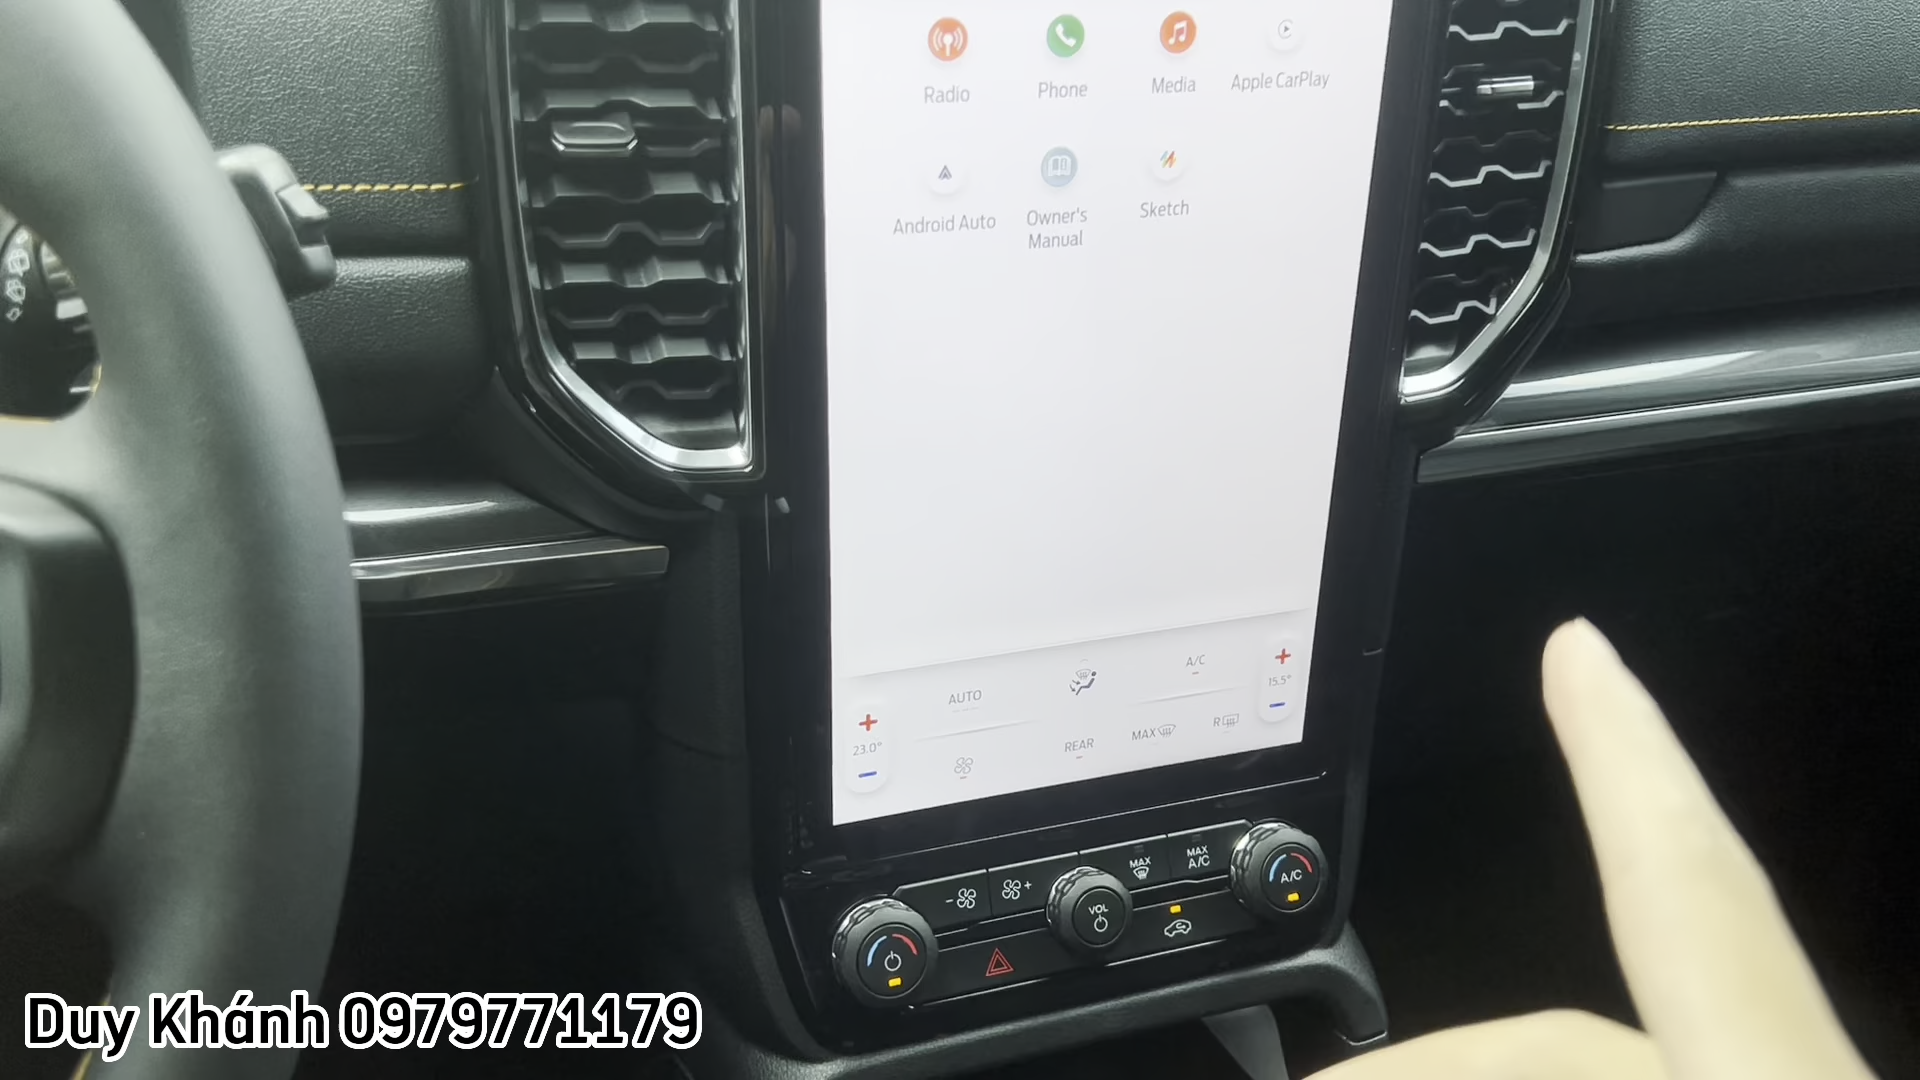 Radio
Phone
Media
Apple CarPlay
Android Auto
Owner's
Manual
Sketch
AUTO
A/C
15.5°
23.0°
REAR
MAX
R
- +
VOL
MAX
MAX
A/C
A/C
Duy Khánh 0979771179